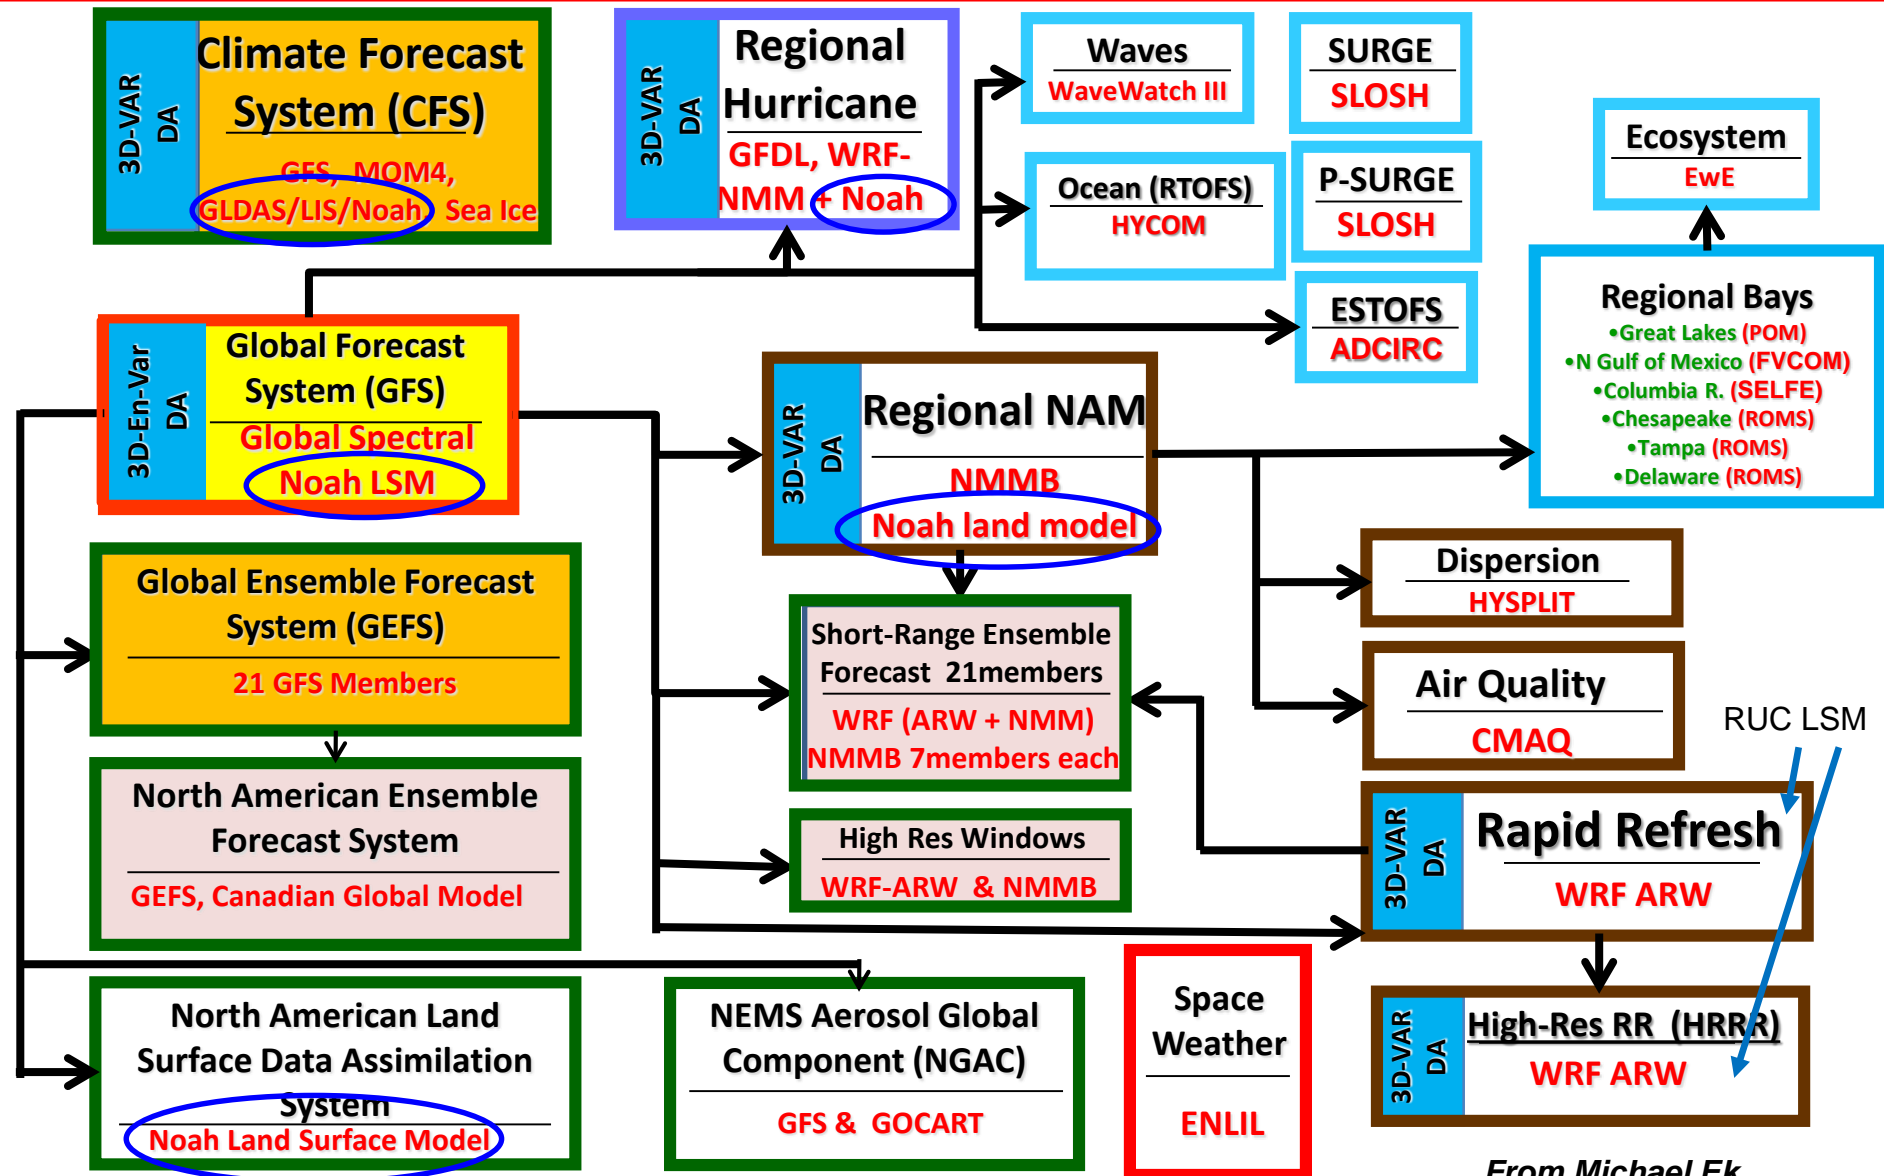 3D-VAR
DA
Climate Forecast
System (CFS)
GFS, MOM4,
GLDAS/LIS/Noah, Sea Ice
3D-VAR
DA
Regional
Hurricane
GFDL, WRF-
NMM + Noah
Waves
WaveWatch III
SURGE
SLOSH
Ocean (RTOFS)
HYCOM
P-SURGE
SLOSH
ESTOFS
ADCIRC
Ecosystem
EwE
Regional Bays
•Great Lakes (POM)
•N Gulf of Mexico (FVCOM)
•Columbia R. (SELFE)
•Chesapeake (ROMS)
•Tampa (ROMS)
•Delaware (ROMS)
3D-En-Var
DA
Global Forecast
System (GFS)
Global Spectral
Noah LSM
3D-VAR
DA
Regional NAM
NMMB
Noah land model
Global Ensemble Forecast
System (GEFS)
21 GFS Members
Short-Range Ensemble
Forecast 21members
WRF (ARW + NMM)
NMMB 7members each
Dispersion
HYSPLIT
Air Quality
CMAQ
RUC LSM
North American Ensemble
Forecast System
GEFS, Canadian Global Model
High Res Windows
WRF-ARW & NMMB
3D-VAR
DA
Rapid Refresh
WRF ARW
North American Land
Surface Data Assimilation
System
Noah Land Surface Model
NEMS Aerosol Global
Component (NGAC)
GFS & GOCART
Space
Weather
ENLIL
3D-VAR
DA
High-Res RR (HRRR)
WRF ARW
From Michael Ek